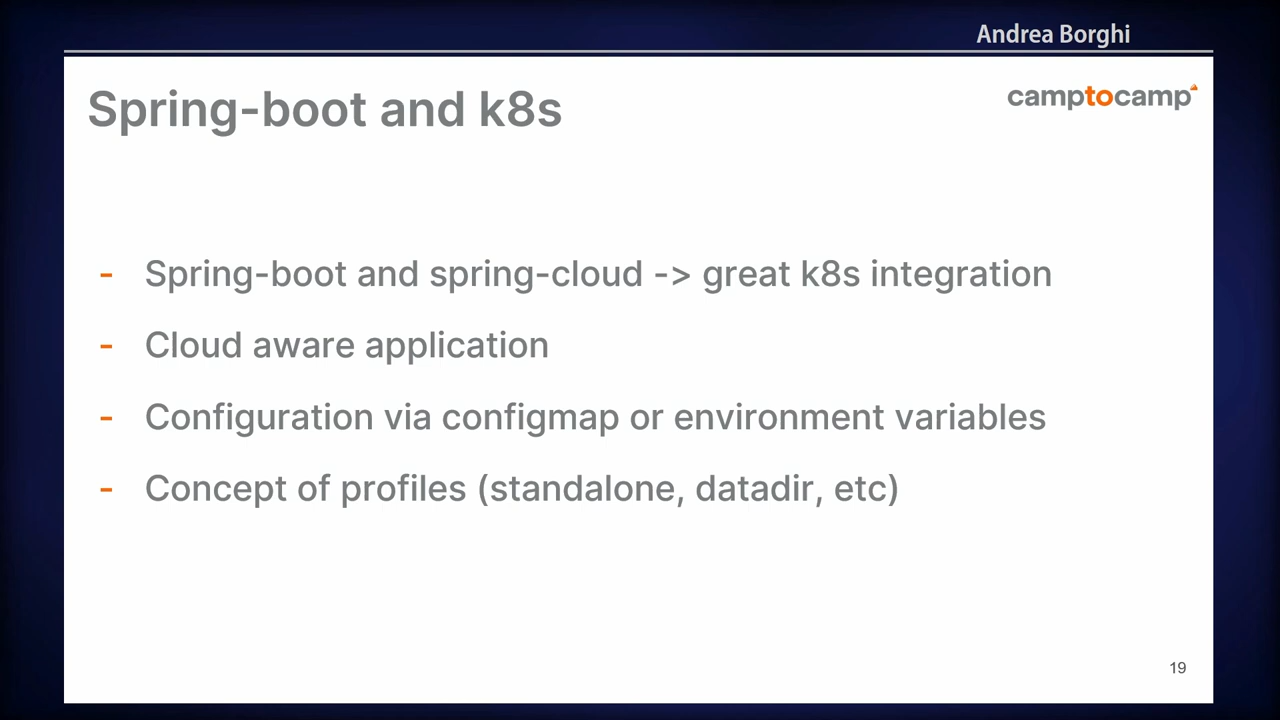 Andrea Borghi
Spring-boot and k8s
camptocamp
- Spring-boot and spring-cloud -> great k8s integration
- Cloud aware application
- Configuration via configmap or environment variables
- Concept of profiles (standalone, datadir, etc)
19